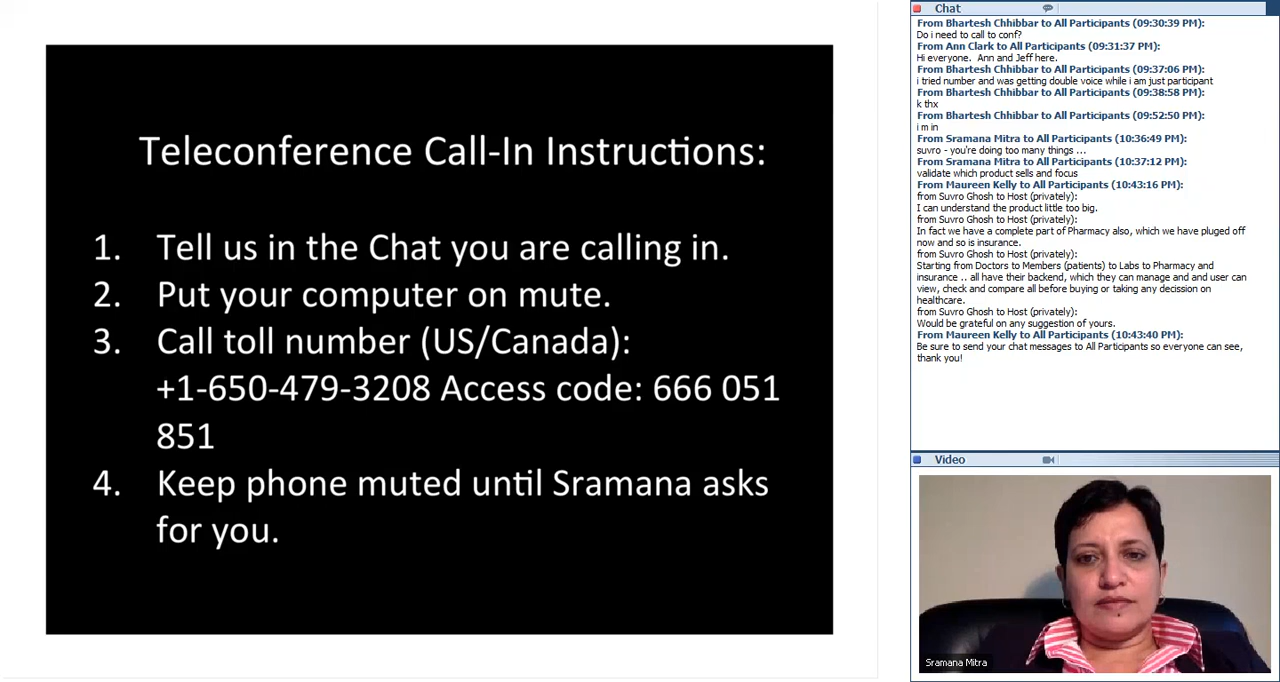 Teleconference Call-In Instructions:
1. Tell us in the Chat you are calling in.
2. Put your computer on mute.
3. Call toll number (US/Canada):
+1-650-479-3208 Access code: 666 051
851
4. Keep phone muted until Sramana asks
for you.
Chat
From Bhartesh Chhibbar to All Participants (09:30:39 PM):
Do i need to call to conf?
From Ann Clark to All Participants (09:31:37 PM):
Hi everyone. Ann and Jeff here.
From Bhartesh Chhibbar to All Participants (09:37:06 PM):
i tried number and was getting double voice while i am just participant
From Bhartesh Chhibbar to All Participants (09:38:58 PM):
k thx
From Bhartesh Chhibbar to All Participants (09:52:50 PM):
i m in
From Sramana Mitra to All Participants (10:36:49 PM):
suvro - you're doing too many things ...
From Sramana Mitra to All Participants (10:37:12 PM):
validate which product sells and focus
From Maureen Kelly to All Participants (10:43:16 PM):
from Suvro Ghosh to Host (privately):
I can understand the product little too big.
from Suvro Ghosh to Host (privately):
In fact we have a complete part of Pharmacy also, which we have pluged off
now and so is insurance.
from Suvro Ghosh to Host (privately):
Starting from Doctors to Members (patients) to Labs to Pharmacy and
insurance .. all have their backend, which they can manage and and user can
view, check and compare all before buying or taking any decission on
healthcare.
from Suvro Ghosh to Host (privately):
Would be grateful on any suggestion of yours.
From Maureen Kelly to All Participants (10:43:40 PM):
Be sure to send your chat messages to All Participants so everyone can see,
thank you!
Video
Sramana Mitra